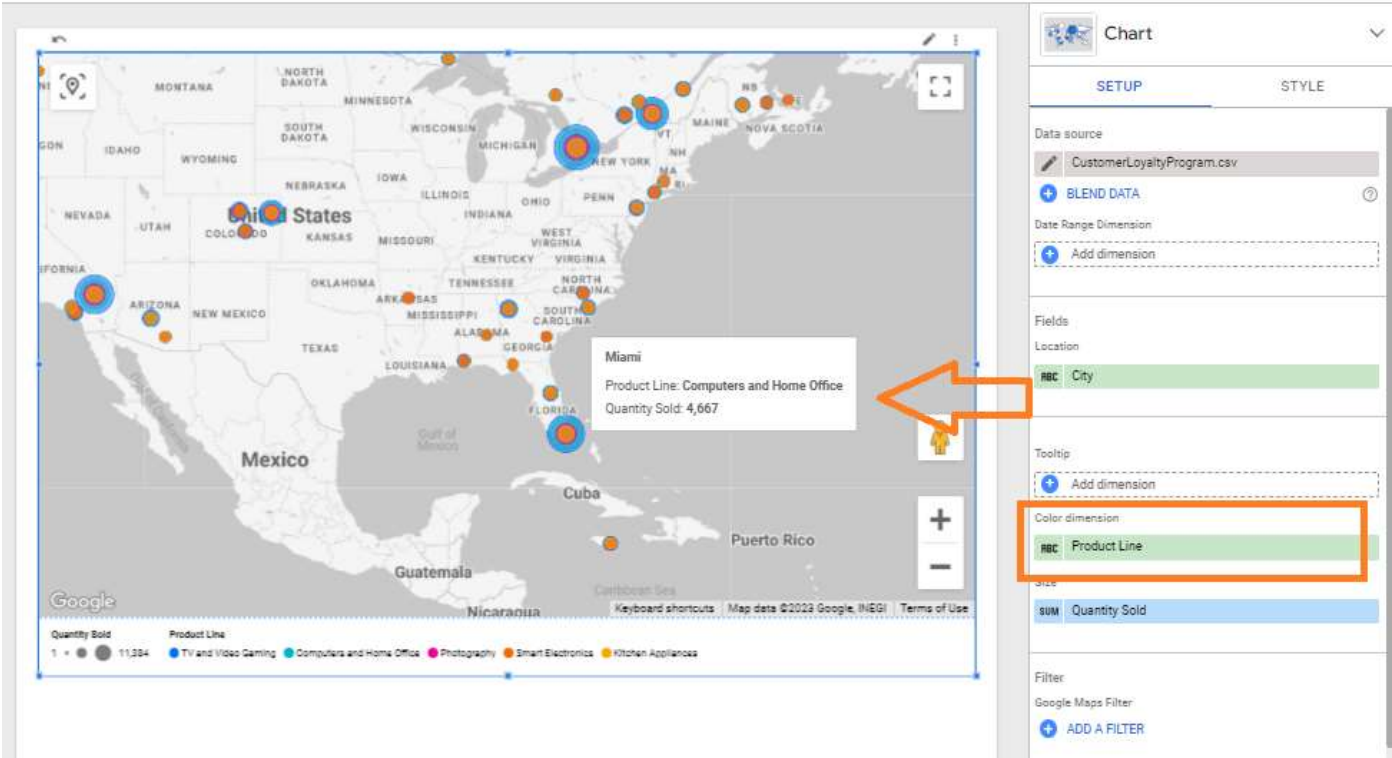 Chart
SETUP
STYLE
Data source
CustomerLoyaltyProgram.csv
BLEND DATA
Date Range Dimension
Add dimension
Fields
Location
ABC City
Tooltip
Add dimension
Color dimension
ABC Product Line
Size
SUM Quantity Sold
Filter
Google Maps Filter
ADD A FILTER
NORTH
DAKOTA
MONTANA
MINNESOTA
NB
MAINE
NOVA SCOTIA
VT
SOUTH
DAKOTA
WISCONSIN
MICHIGAN
IDAHO
WYOMING
NEW YORK
NH
MA
RI
IOWA
NEBRASKA
ILLINOIS
OHIO
PENN
INDIANA
NEVADA
UTAH
United States
COLORADO
KANSAS
MISSOURI
WEST
VIRGINIA
KENTUCKY
VIRGINIA
OKLAHOMA
TENNESSEE
NORTH
CAROLINA
ARKANSAS
ARIZONA
NEW MEXICO
MISSISSIPPI
SOUTH
CAROLINA
ALABAMA
TEXAS
GEORGIA
LOUISIANA
FLORIDA
Miami
Product Line: Computers and Home Office
Quantity Sold: 4,667
Gulf of
Mexico
Mexico
Cuba
Puerto Rico
Guatemala
Caribbean Sea
Nicaragua
Google
Keyboard shortcuts
Map data ©2023 Google, INEGI
Terms of Use
Quantity Sold
Product Line
1
11,384
TV and Video Gaming
Computers and Home Office
Photography
Smart Electronics
Kitchen Appliances